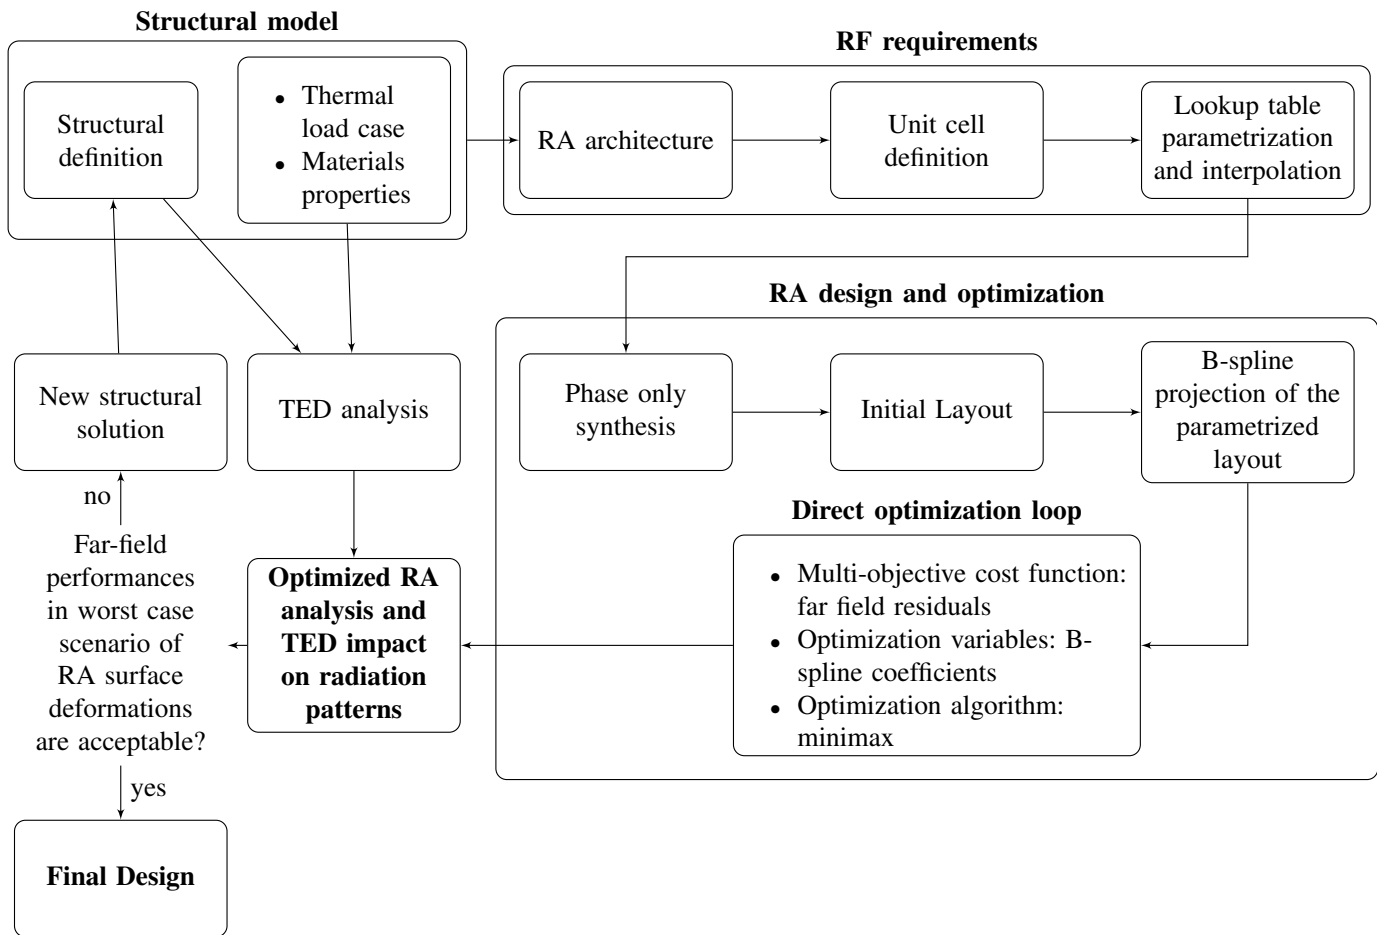 Structural model
Structural
definition
• Thermal
load case
• Materials
properties
RF requirements
RA architecture
Unit cell
definition
Lookup table
parametrization
and interpolation
RA design and optimization
Phase only
synthesis
Initial Layout
B-spline
projection of the
parametrized
layout
Direct optimization loop
• Multi-objective cost function:
far field residuals
• Optimization variables: B-
spline coefficients
• Optimization algorithm:
minimax
New structural
solution
TED analysis
no
Far-field
performances
in worst case
scenario of
RA surface
deformations
are acceptable?
Optimized RA
analysis and
TED impact
on radiation
patterns
yes
Final Design